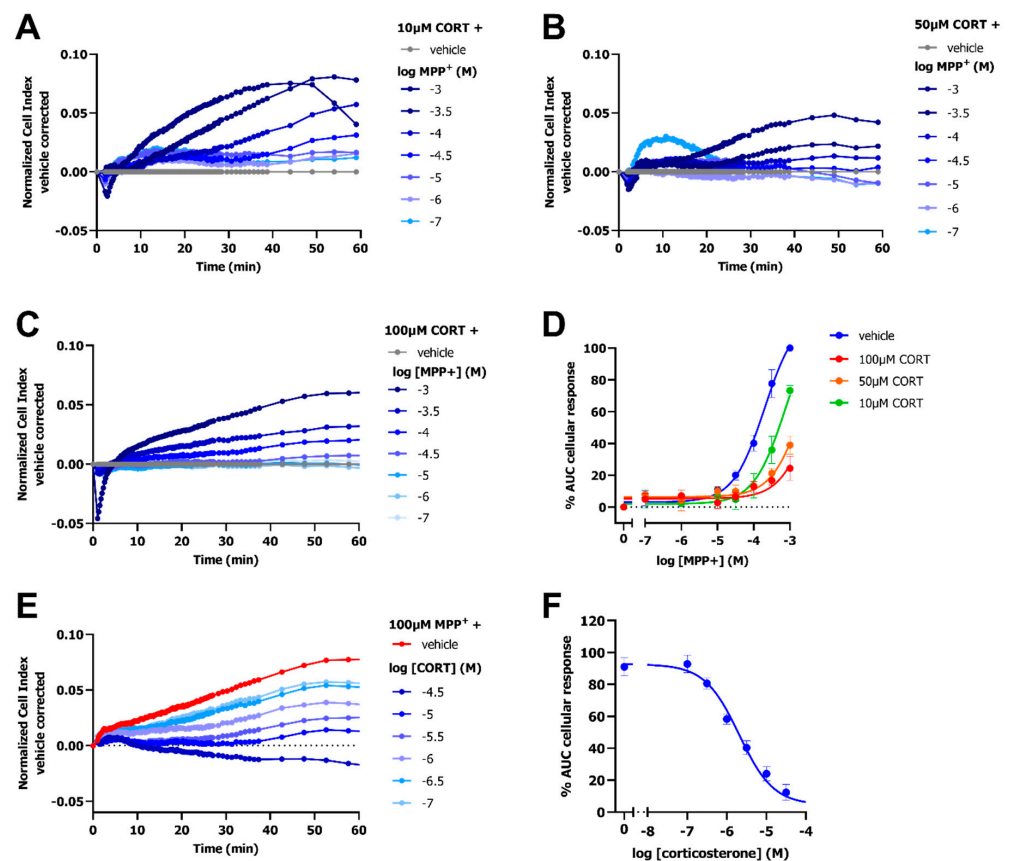 A
10µM CORT +
vehicle
log MPP⁺ (M)
-3
-3.5
-4
-4.5
-5
-6
-7
Normalized Cell Index
vehicle corrected
0.10
0.05
0.00
-0.05
0 10 20 30 40 50 60
Time (min)
B
50µM CORT +
vehicle
log MPP⁺ (M)
-3
-3.5
-4
-4.5
-5
-6
-7
Normalized Cell Index
vehicle corrected
0.10
0.05
0.00
-0.05
0 10 20 30 40 50 60
Time (min)
C
100µM CORT +
vehicle
log [MPP+] (M)
-3
-3.5
-4
-4.5
-5
-6
-7
Normalized Cell Index
vehicle corrected
0.10
0.05
0.00
-0.05
0 10 20 30 40 50 60
Time (min)
D
vehicle
100µM CORT
50µM CORT
10µM CORT
% AUC cellular response
100
80
60
40
20
0
0 -7 -6 -5 -4 -3
log [MPP+] (M)
E
100µM MPP⁺ +
vehicle
log [CORT] (M)
-4.5
-5
-5.5
-6
-6.5
-7
Normalized Cell Index
vehicle corrected
0.10
0.05
0.00
-0.05
0 10 20 30 40 50 60
Time (min)
F
% AUC cellular response
120
100
80
60
40
20
0
0 -8 -7 -6 -5 -4
log [corticosterone] (M)